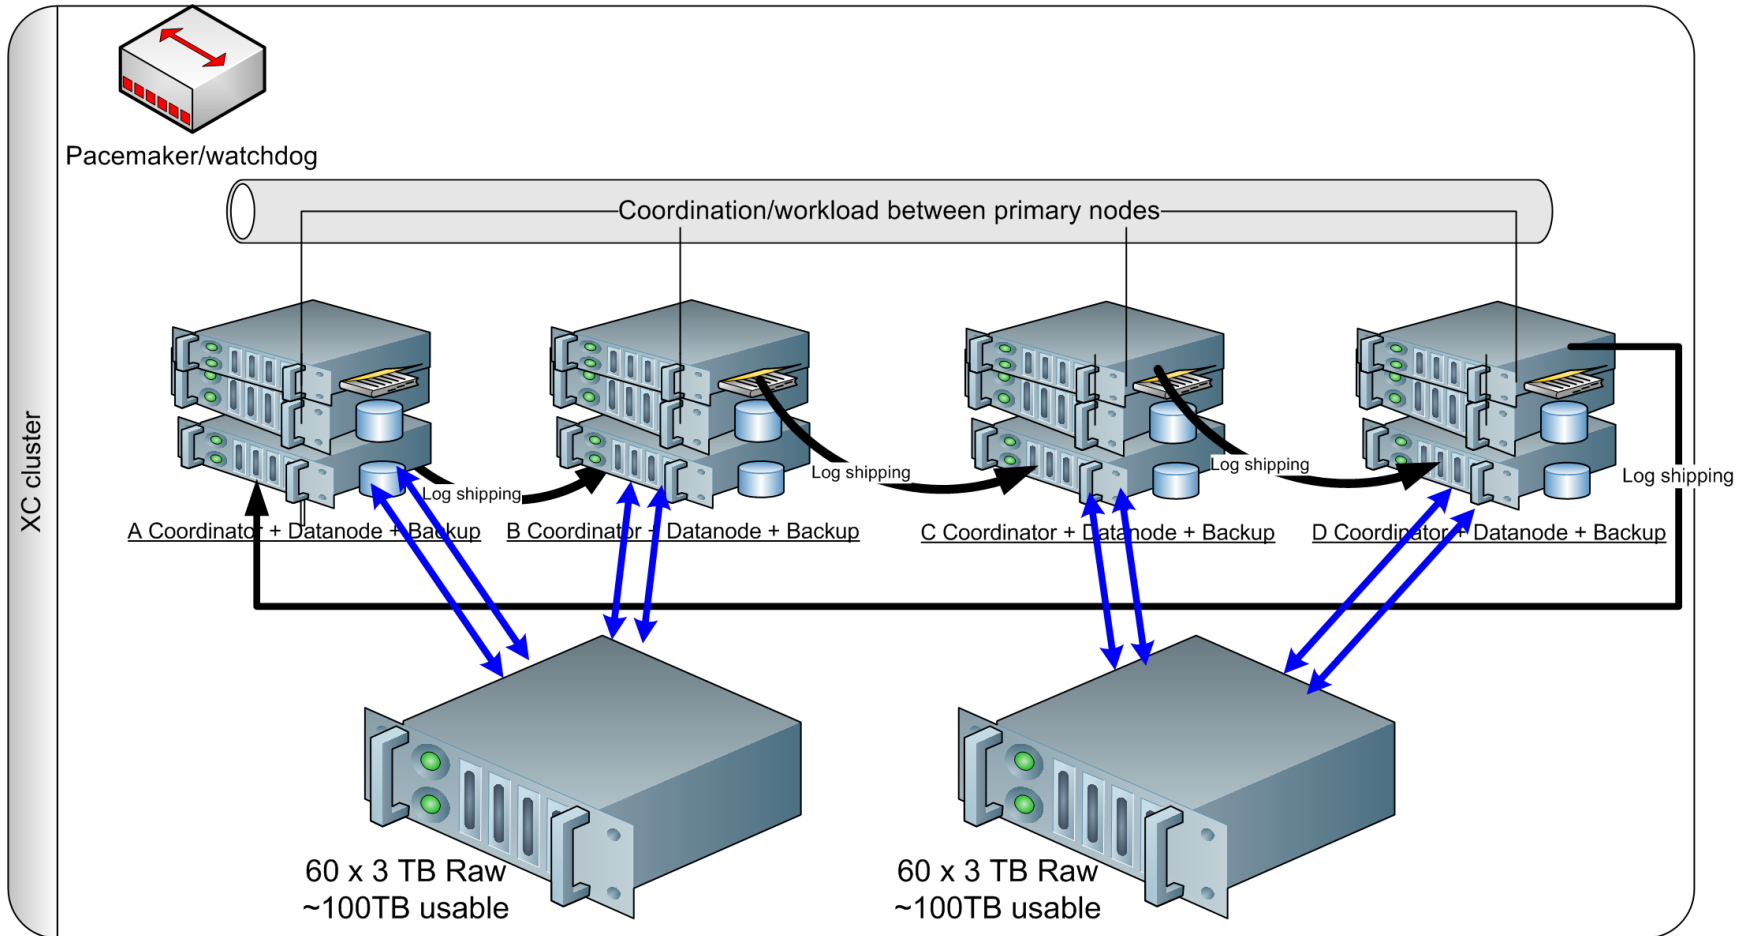 Pacemaker/watchdog
Coordination/workload between primary nodes
XC cluster
Log shipping
Log shipping
Log shipping
Log shipping
A Coordinator + Datanode + Backup
B Coordinator + Datanode + Backup
C Coordinator + Datanode + Backup
D Coordinator + Datanode + Backup
60 x 3 TB Raw
~100TB usable
60 x 3 TB Raw
~100TB usable